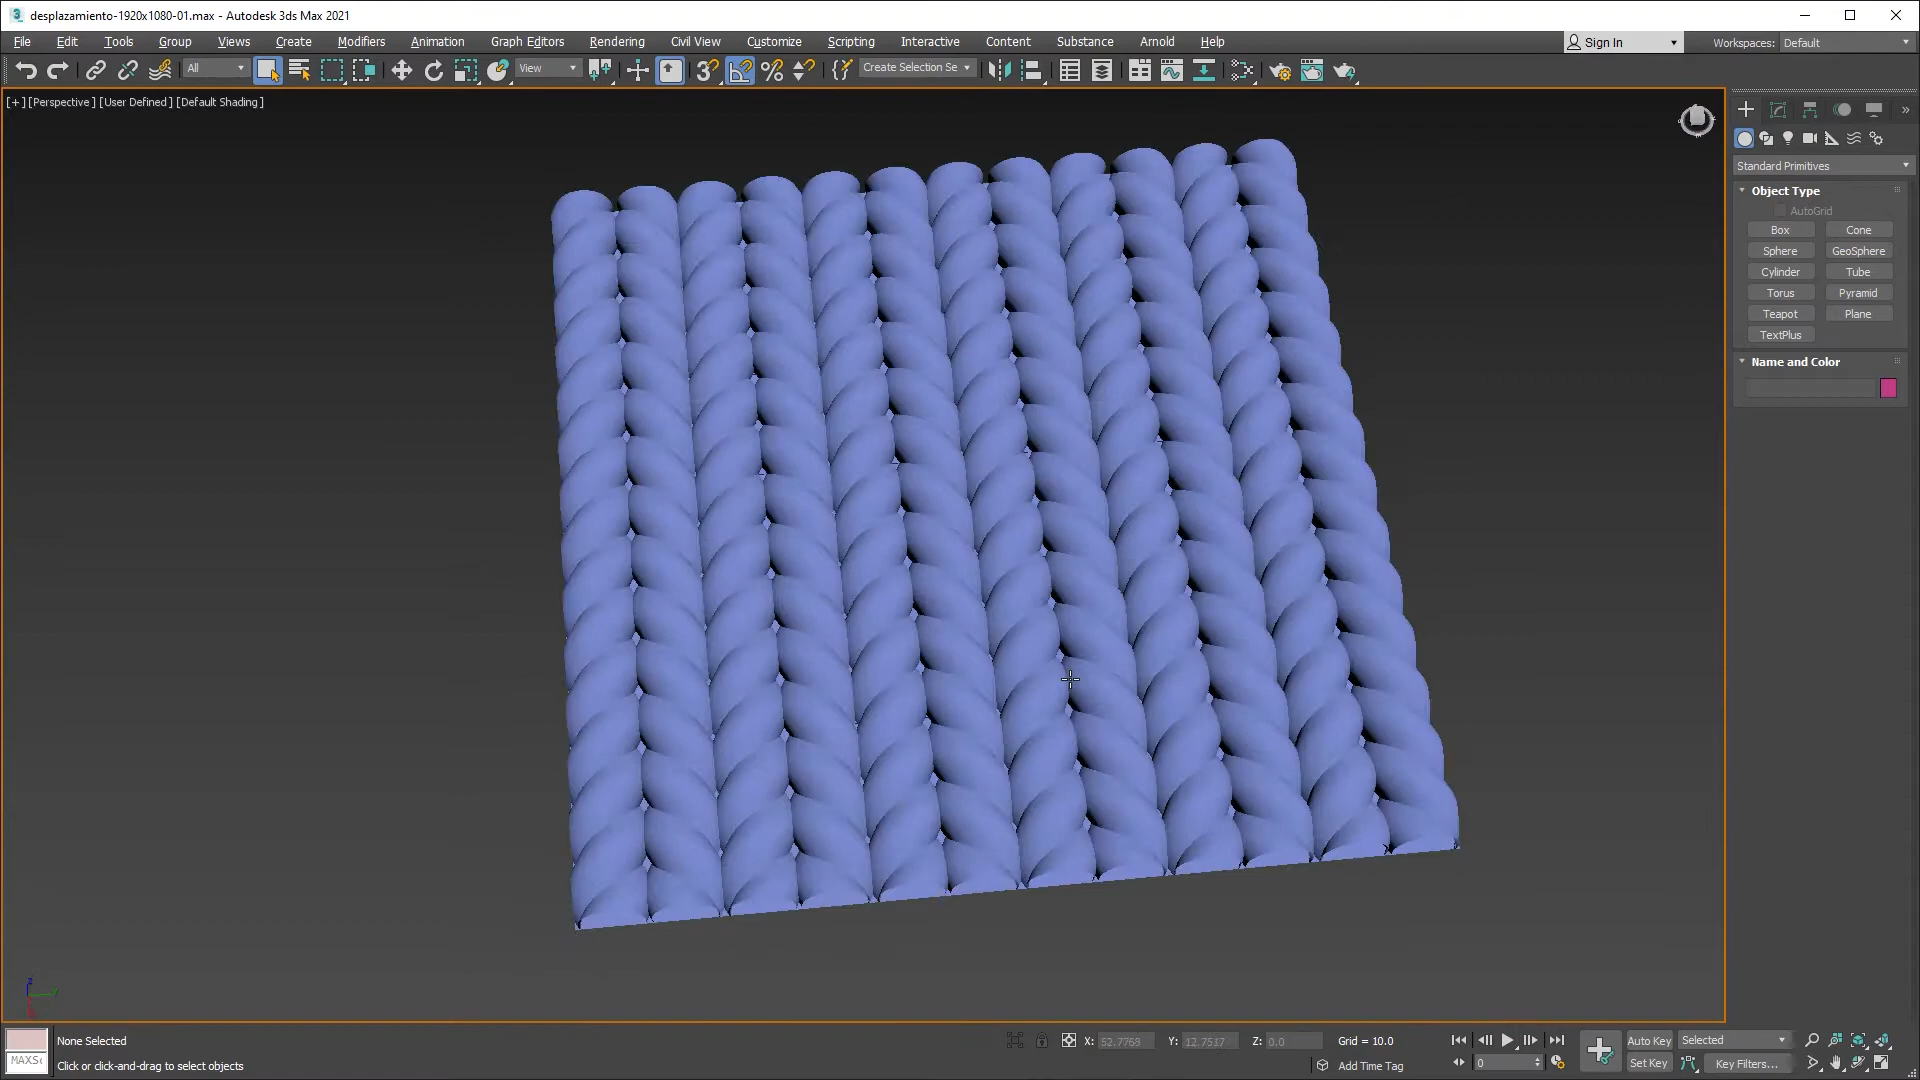 desplazamiento-1920x1080-01.max - Autodesk 3ds Max 2021
File Edit Tools Group Views Create Modifiers Animation Graph Editors Rendering Civil View Customize Scripting Interactive Content Substance Arnold Help
Sign In
Workspaces: Default
All
View
Create Selection Se
[+] [Perspective] [User Defined] [Default Shading]
Standard Primitives
Object Type
AutoGrid
Box Cone
Sphere GeoSphere
Cylinder Tube
Torus Pyramid
Teapot Plane
TextPlus
Name and Color
None Selected
X: 52.7769 Y: 12.7517 Z: 0.0 Grid = 10.0
Auto Key Selected
MAXSc
Click or click-and-drag to select objects
Add Time Tag
0
Set Key Key Filters...